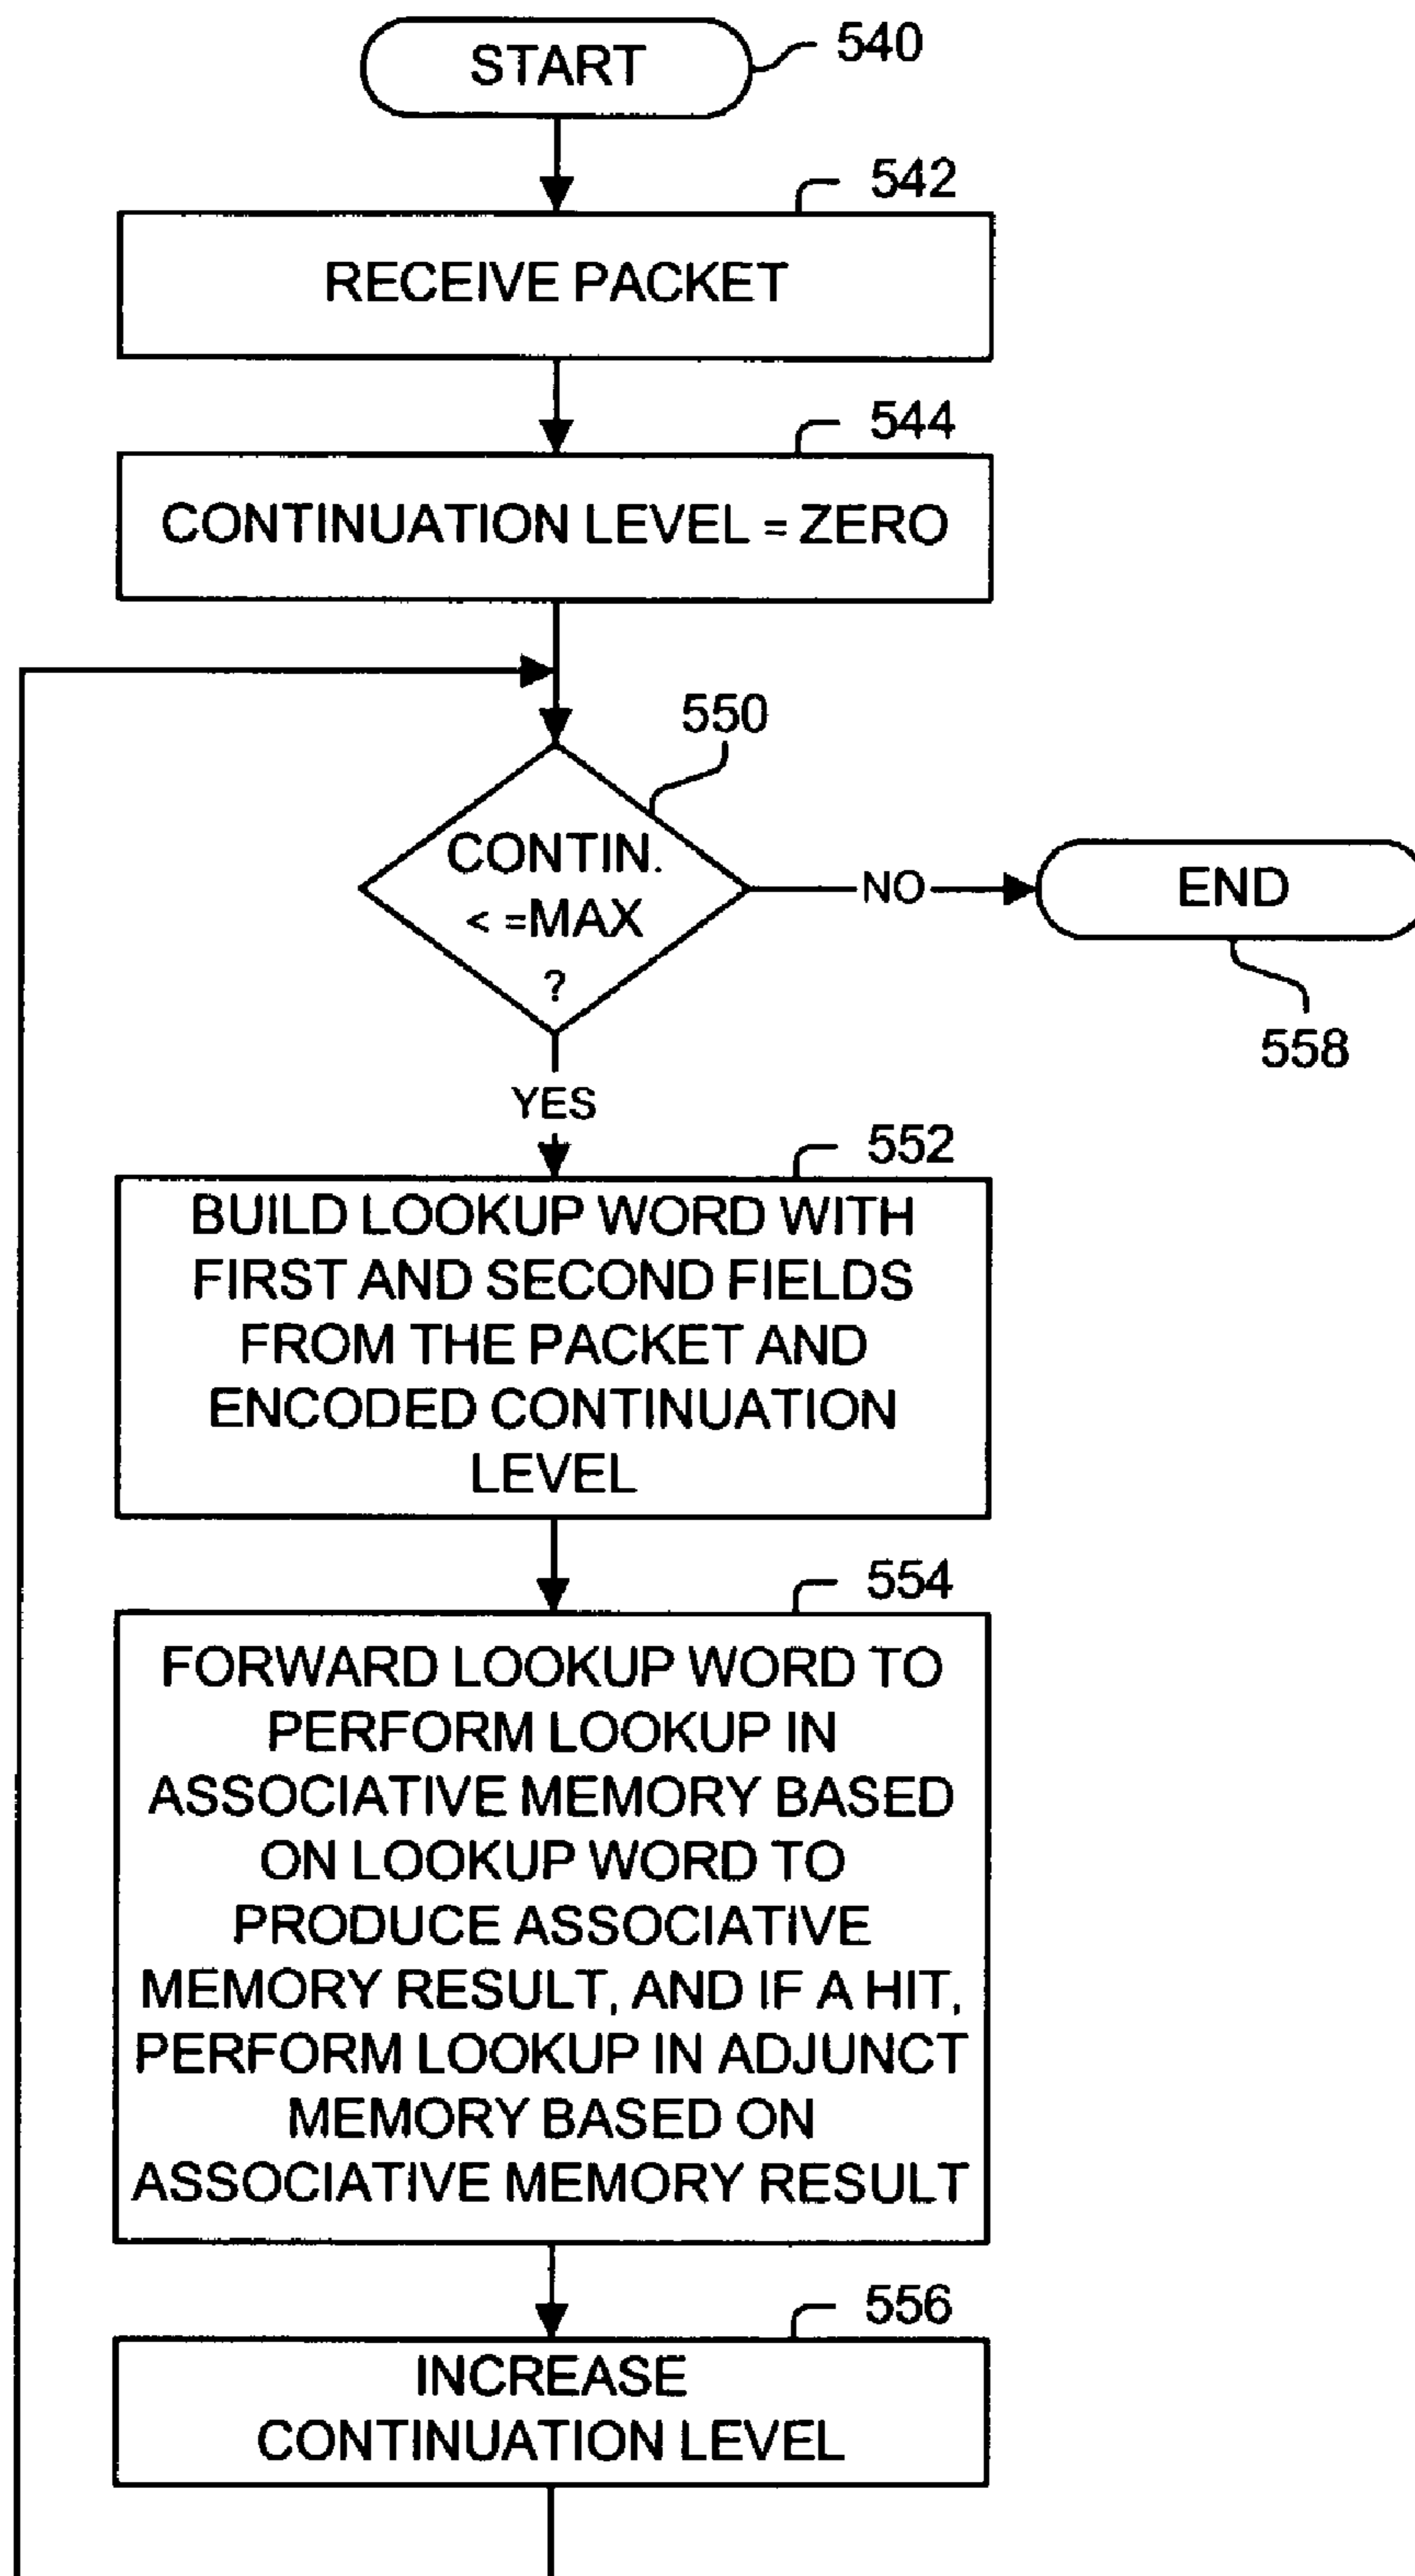 START
540
542
RECEIVE PACKET
544
CONTINUATION LEVEL = ZERO
550
CONTIN.
< =MAX
?
NO
END
558
YES
552
BUILD LOOKUP WORD WITH
FIRST AND SECOND FIELDS
FROM THE PACKET AND
ENCODED CONTINUATION
LEVEL
554
FORWARD LOOKUP WORD TO
PERFORM LOOKUP IN
ASSOCIATIVE MEMORY BASED
ON LOOKUP WORD TO
PRODUCE ASSOCIATIVE
MEMORY RESULT, AND IF A HIT,
PERFORM LOOKUP IN ADJUNCT
MEMORY BASED ON
ASSOCIATIVE MEMORY RESULT
556
INCREASE
CONTINUATION LEVEL